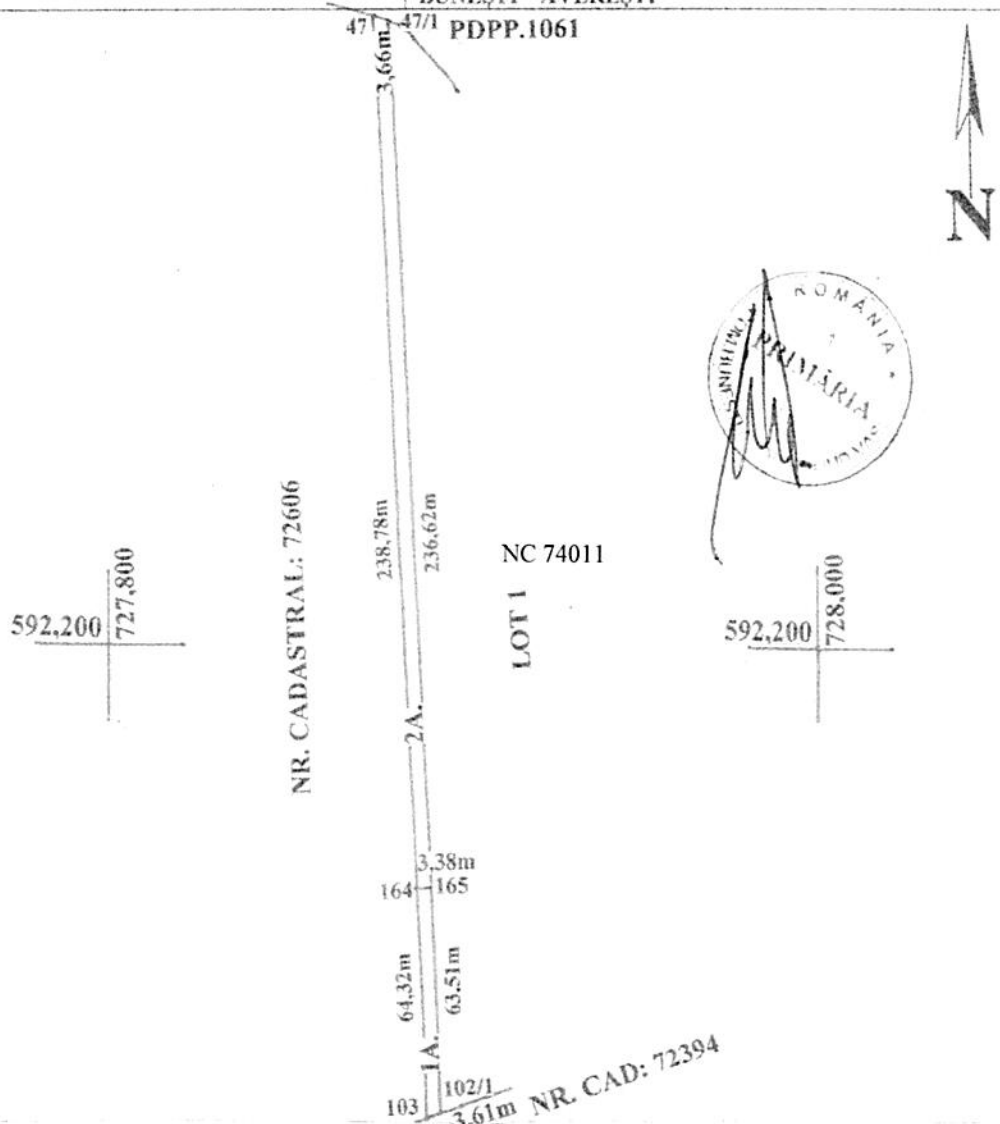 47 47/1 PDPP.1061
3,66m
N
ROMÂNIA
PRIMĂRIA
238,78m
236,62m
NR. CADASTRAL: 72606
NC 74011
LOT 1
592,200 727,800
592,200 728,000
2A.
3,38m
164 165
64,32m
63,51m
1A.
103 102/1
3,61m NR. CAD: 72394